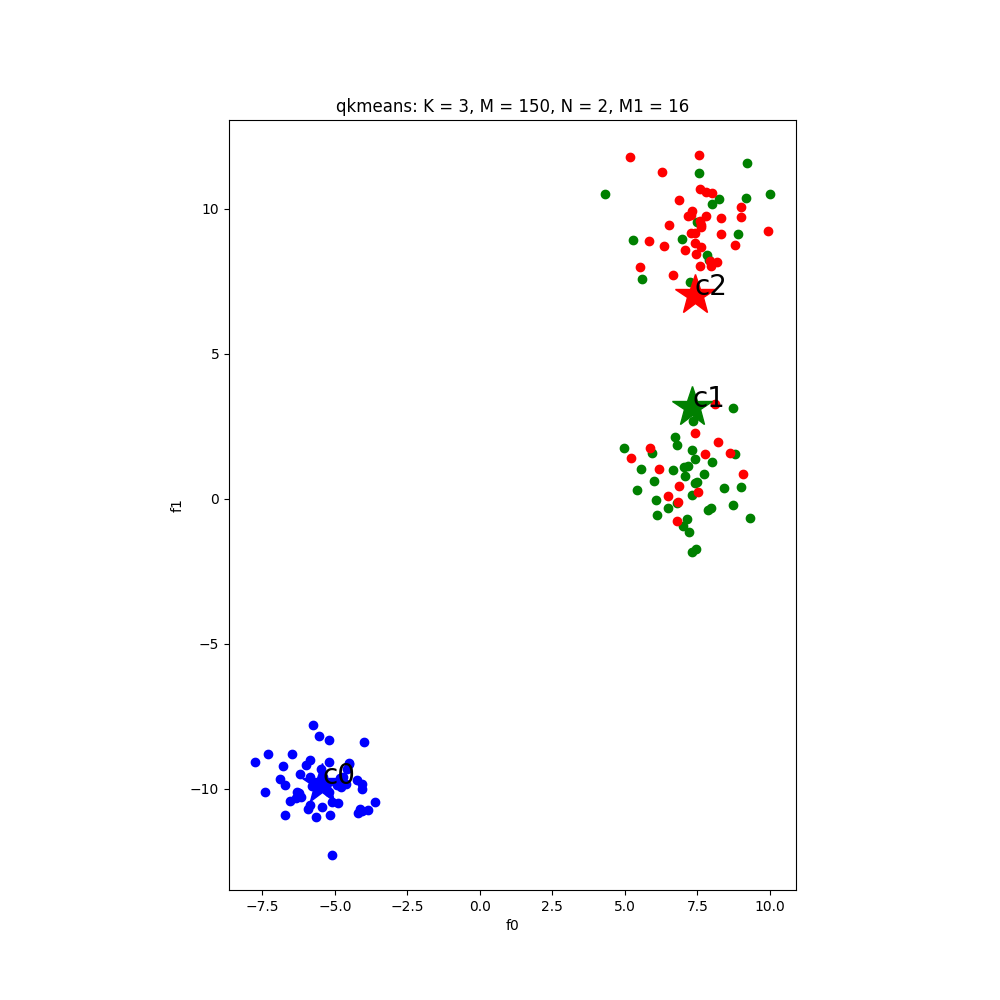 qkmeans: K = 3, M = 150, N = 2, M1 = 16
10
5
0
−5
−10
f1
c2
c1
c0
−7.5 −5.0 −2.5 0.0 2.5 5.0 7.5 10.0
f0